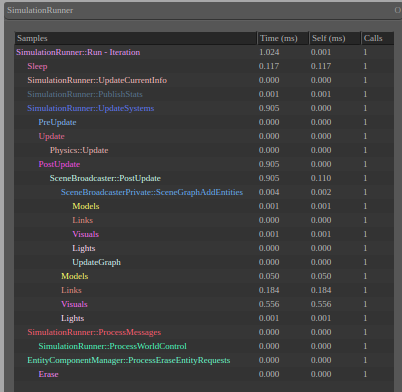 SimulationRunner
Samples Time (ms) Self (ms) Calls
SimulationRunner::Run - Iteration 1.024 0.001 1
Sleep 0.117 0.117 1
SimulationRunner::UpdateCurrentInfo 0.000 0.000 1
SimulationRunner::PublishStats 0.001 0.001 1
SimulationRunner::UpdateSystems 0.905 0.000 1
PreUpdate 0.000 0.000 1
Update 0.000 0.000 1
Physics::Update 0.000 0.000 1
PostUpdate 0.905 0.000 1
SceneBroadcaster::PostUpdate 0.905 0.110 1
SceneBroadcasterPrivate::SceneGraphAddEntities 0.004 0.002 1
Models 0.001 0.001 1
Links 0.000 0.000 1
Visuals 0.001 0.001 1
Lights 0.000 0.000 1
UpdateGraph 0.000 0.000 1
Models 0.050 0.050 1
Links 0.184 0.184 1
Visuals 0.556 0.556 1
Lights 0.001 0.001 1
SimulationRunner::ProcessMessages 0.000 0.000 1
SimulationRunner::ProcessWorldControl 0.000 0.000 1
EntityComponentManager::ProcessEraseEntityRequests 0.000 0.000 1
Erase 0.000 0.000 1